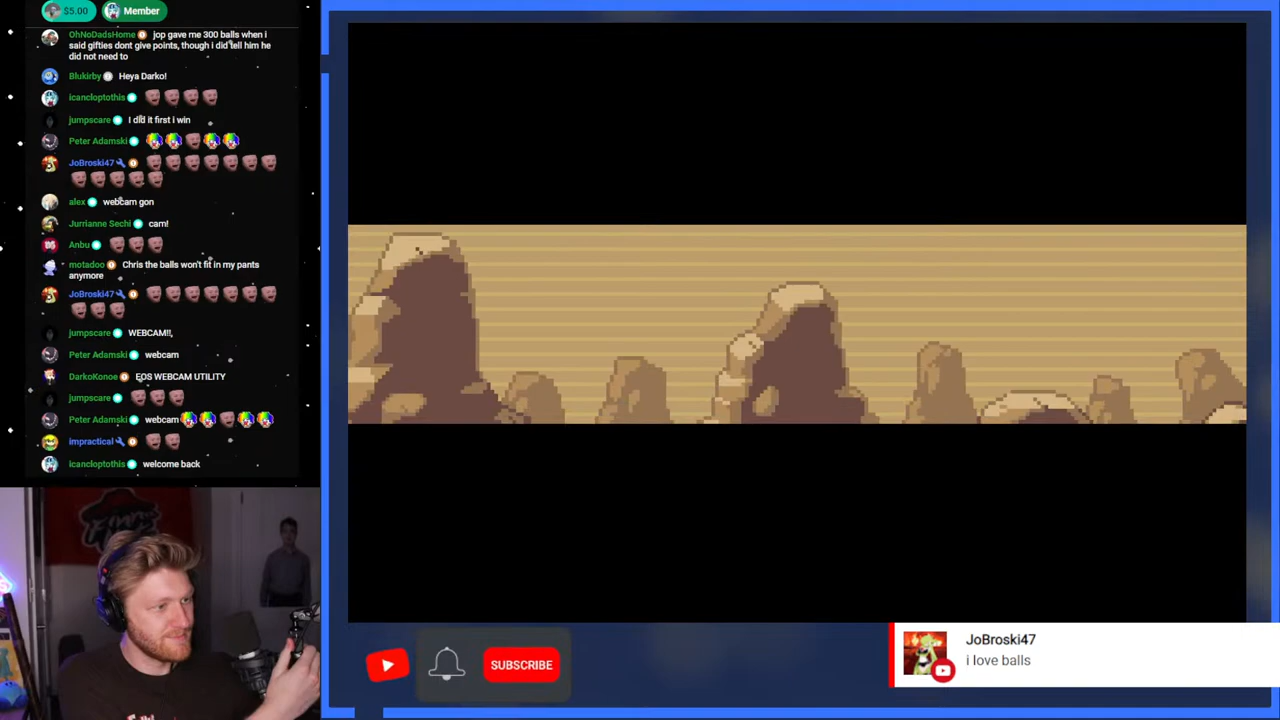 $5.00
Member
OhNoDadsHome jop gave me 300 balls when i
said gifties dont give points, though i did tell him he
did not need to
Blukirby Heya Darko!
icancloptothis
jumpscare I did it first i win
Peter Adamski
JoBroski47
alex webcam gon
Jurrianne Sechi cam!
Anbu
motadoo Chris the balls won't fit in my pants
anymore
JoBroski47
jumpscare WEBCAM!!,
Peter Adamski webcam
DarkoKonoe EOS WEBCAM UTILITY
jumpscare
Peter Adamski webcam
impractical
icancloptothis welcome back
SUBSCRIBE
JoBroski47
i love balls